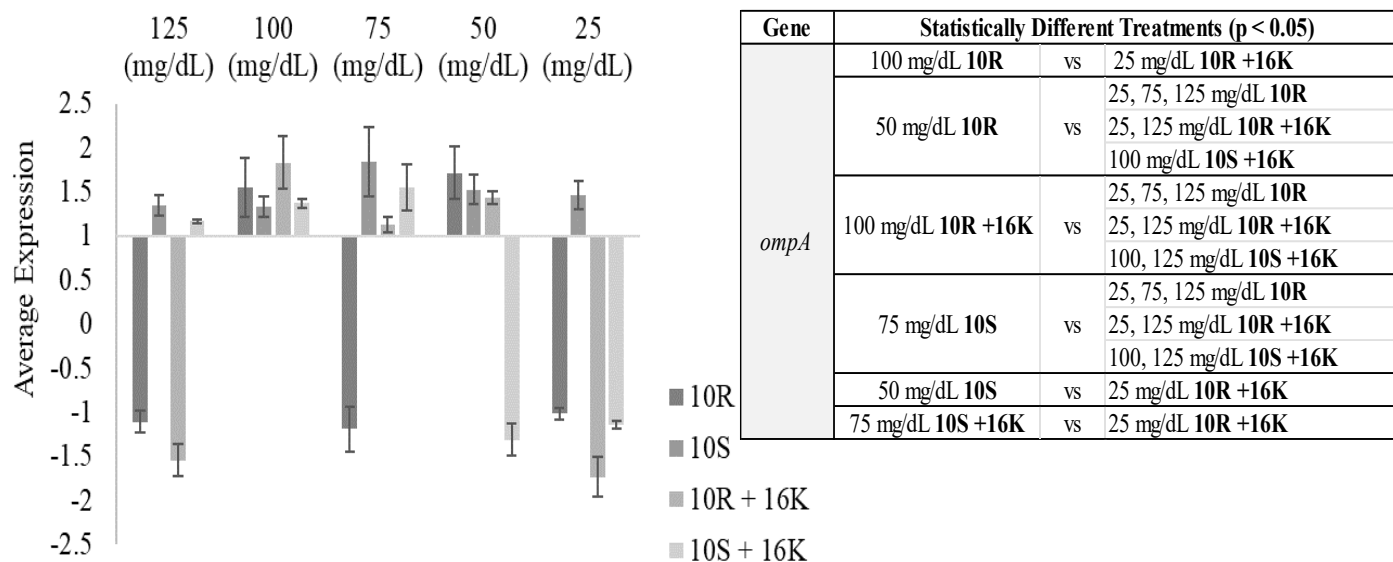 125 100 75 50 25
(mg/dL) (mg/dL) (mg/dL) (mg/dL) (mg/dL)
2.5
2
1.5
1
0.5
0
-0.5
-1
-1.5
-2
-2.5
Average Expression
10R
10S
10R + 16K
10S + 16K
Gene Statistically Different Treatments (p < 0.05)
ompA
100 mg/dL 10R vs 25 mg/dL 10R +16K
50 mg/dL 10R vs
25, 75, 125 mg/dL 10R
25, 125 mg/dL 10R +16K
100 mg/dL 10S +16K
100 mg/dL 10R +16K vs
25, 75, 125 mg/dL 10R
25, 125 mg/dL 10R +16K
100, 125 mg/dL 10S +16K
75 mg/dL 10S vs
25, 75, 125 mg/dL 10R
25, 125 mg/dL 10R +16K
100, 125 mg/dL 10S +16K
50 mg/dL 10S vs 25 mg/dL 10R +16K
75 mg/dL 10S +16K vs 25 mg/dL 10R +16K